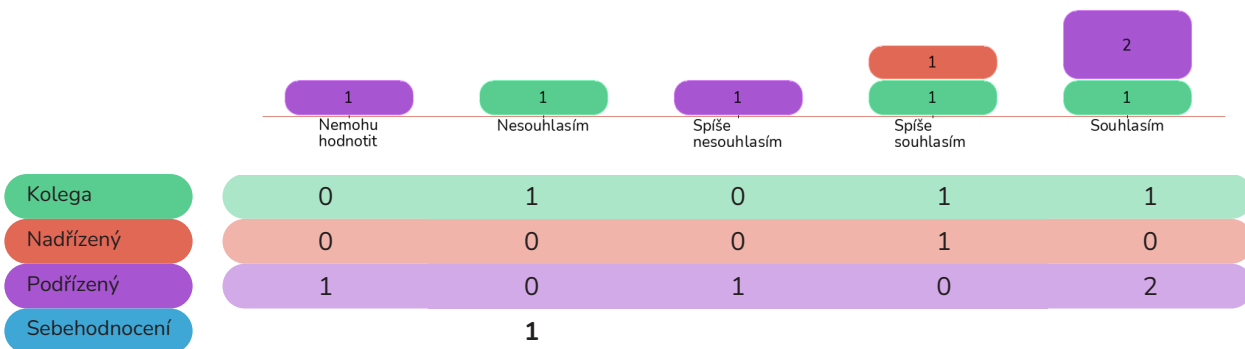 2
1
1 1 1 1 1
Nemohu hodnotit
Nesouhlasím
Spíše nesouhlasím
Spíše souhlasím
Souhlasím
Kolega 0 1 0 1 1
Nadřízený 0 0 0 1 0
Podřízený 1 0 1 0 2
Sebehodnocení 1